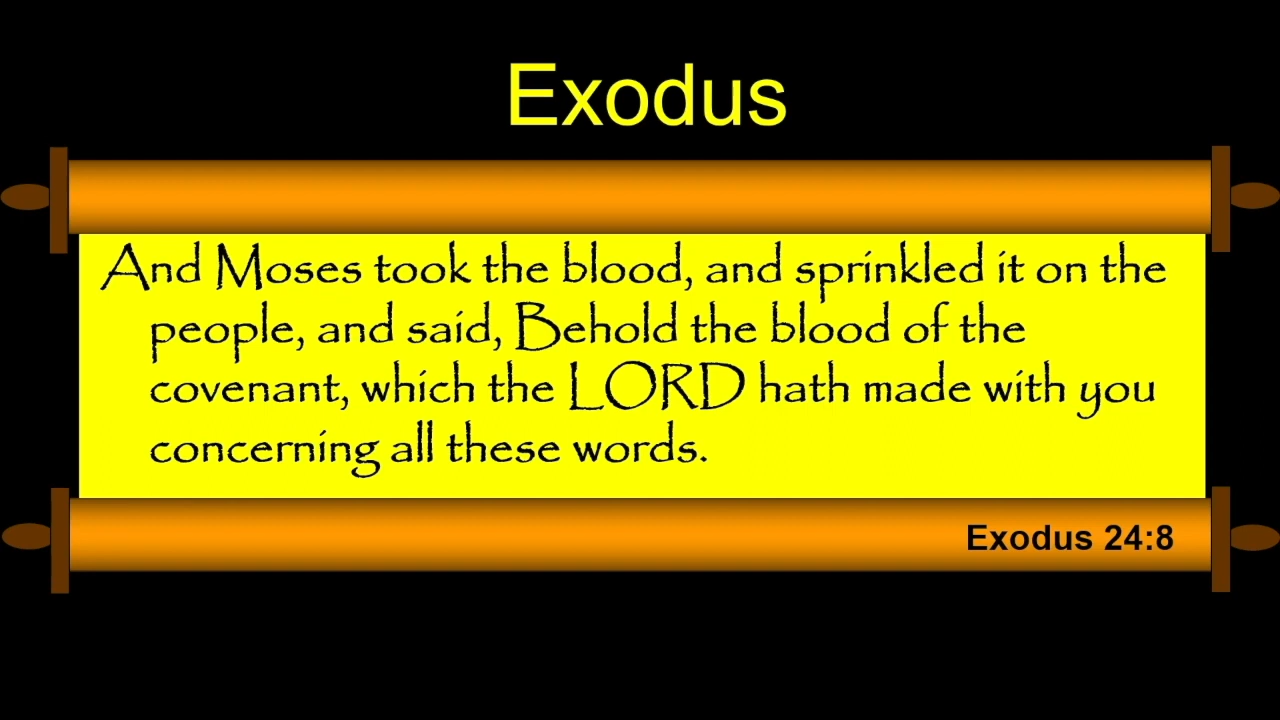 Exodus
And Moses took the blood, and sprinkled it on the
people, and said, Behold the blood of the
covenant, which the LORD hath made with you
concerning all these words.
Exodus 24:8